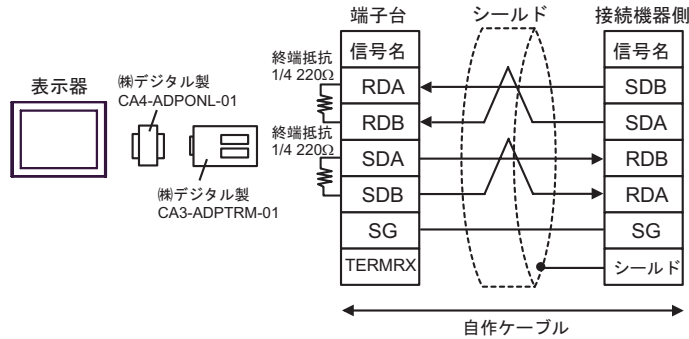 端子台
シールド
接続機器側
終端抵抗
1/4 220Ω
終端抵抗
1/4 220Ω
表示器
㈱デジタル製
CA4-ADPONL-01
㈱デジタル製
CA3-ADPTRM-01
信号名
信号名
RDA
SDB
RDB
SDA
SDA
RDB
SDB
RDA
SG
SG
TERMRX
シールド
自作ケーブル